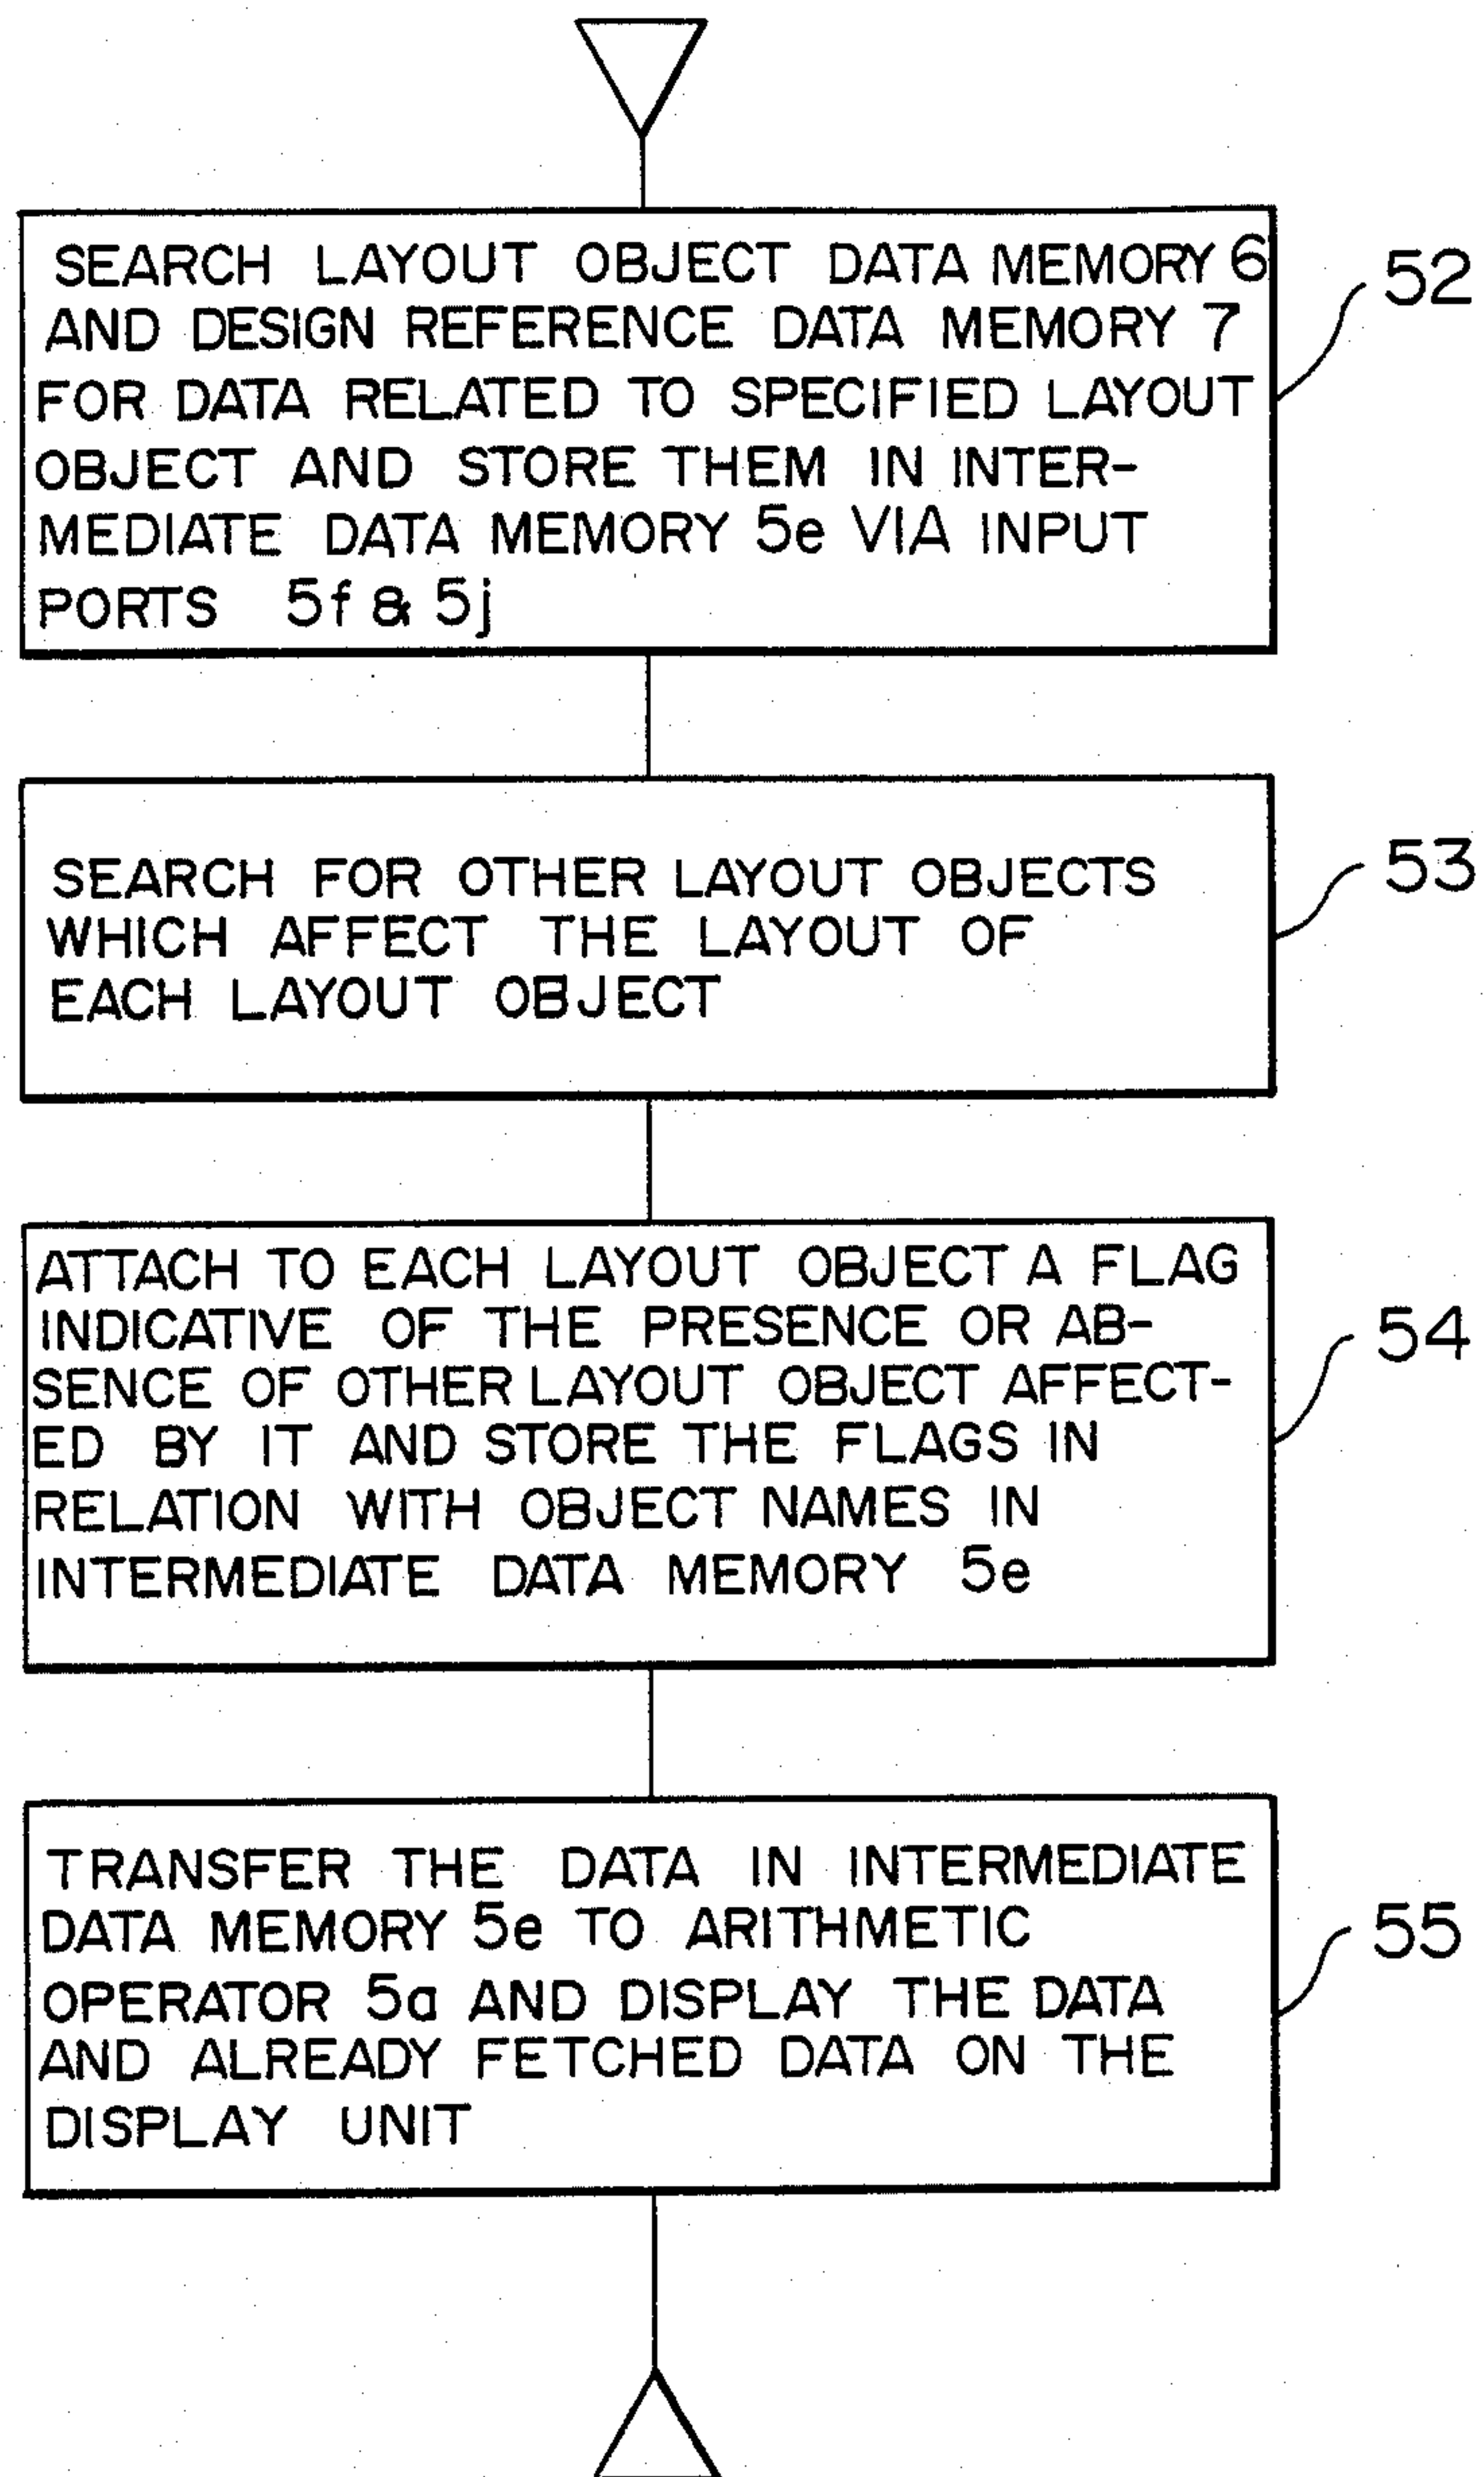 SEARCH LAYOUT OBJECT DATA MEMORY 6
AND DESIGN REFERENCE DATA MEMORY 7
FOR DATA RELATED TO SPECIFIED LAYOUT
OBJECT AND STORE THEM IN INTER-
MEDIATE DATA MEMORY 5e VIA INPUT
PORTS 5f & 5j
52
SEARCH FOR OTHER LAYOUT OBJECTS
WHICH AFFECT THE LAYOUT OF
EACH LAYOUT OBJECT
53
ATTACH TO EACH LAYOUT OBJECT A FLAG
INDICATIVE OF THE PRESENCE OR AB-
SENCE OF OTHER LAYOUT OBJECT AFFECT-
ED BY IT AND STORE THE FLAGS IN
RELATION WITH OBJECT NAMES IN
INTERMEDIATE DATA MEMORY 5e
54
TRANSFER THE DATA IN INTERMEDIATE
DATA MEMORY 5e TO ARITHMETIC
OPERATOR 5a AND DISPLAY THE DATA
AND ALREADY FETCHED DATA ON THE
DISPLAY UNIT
55